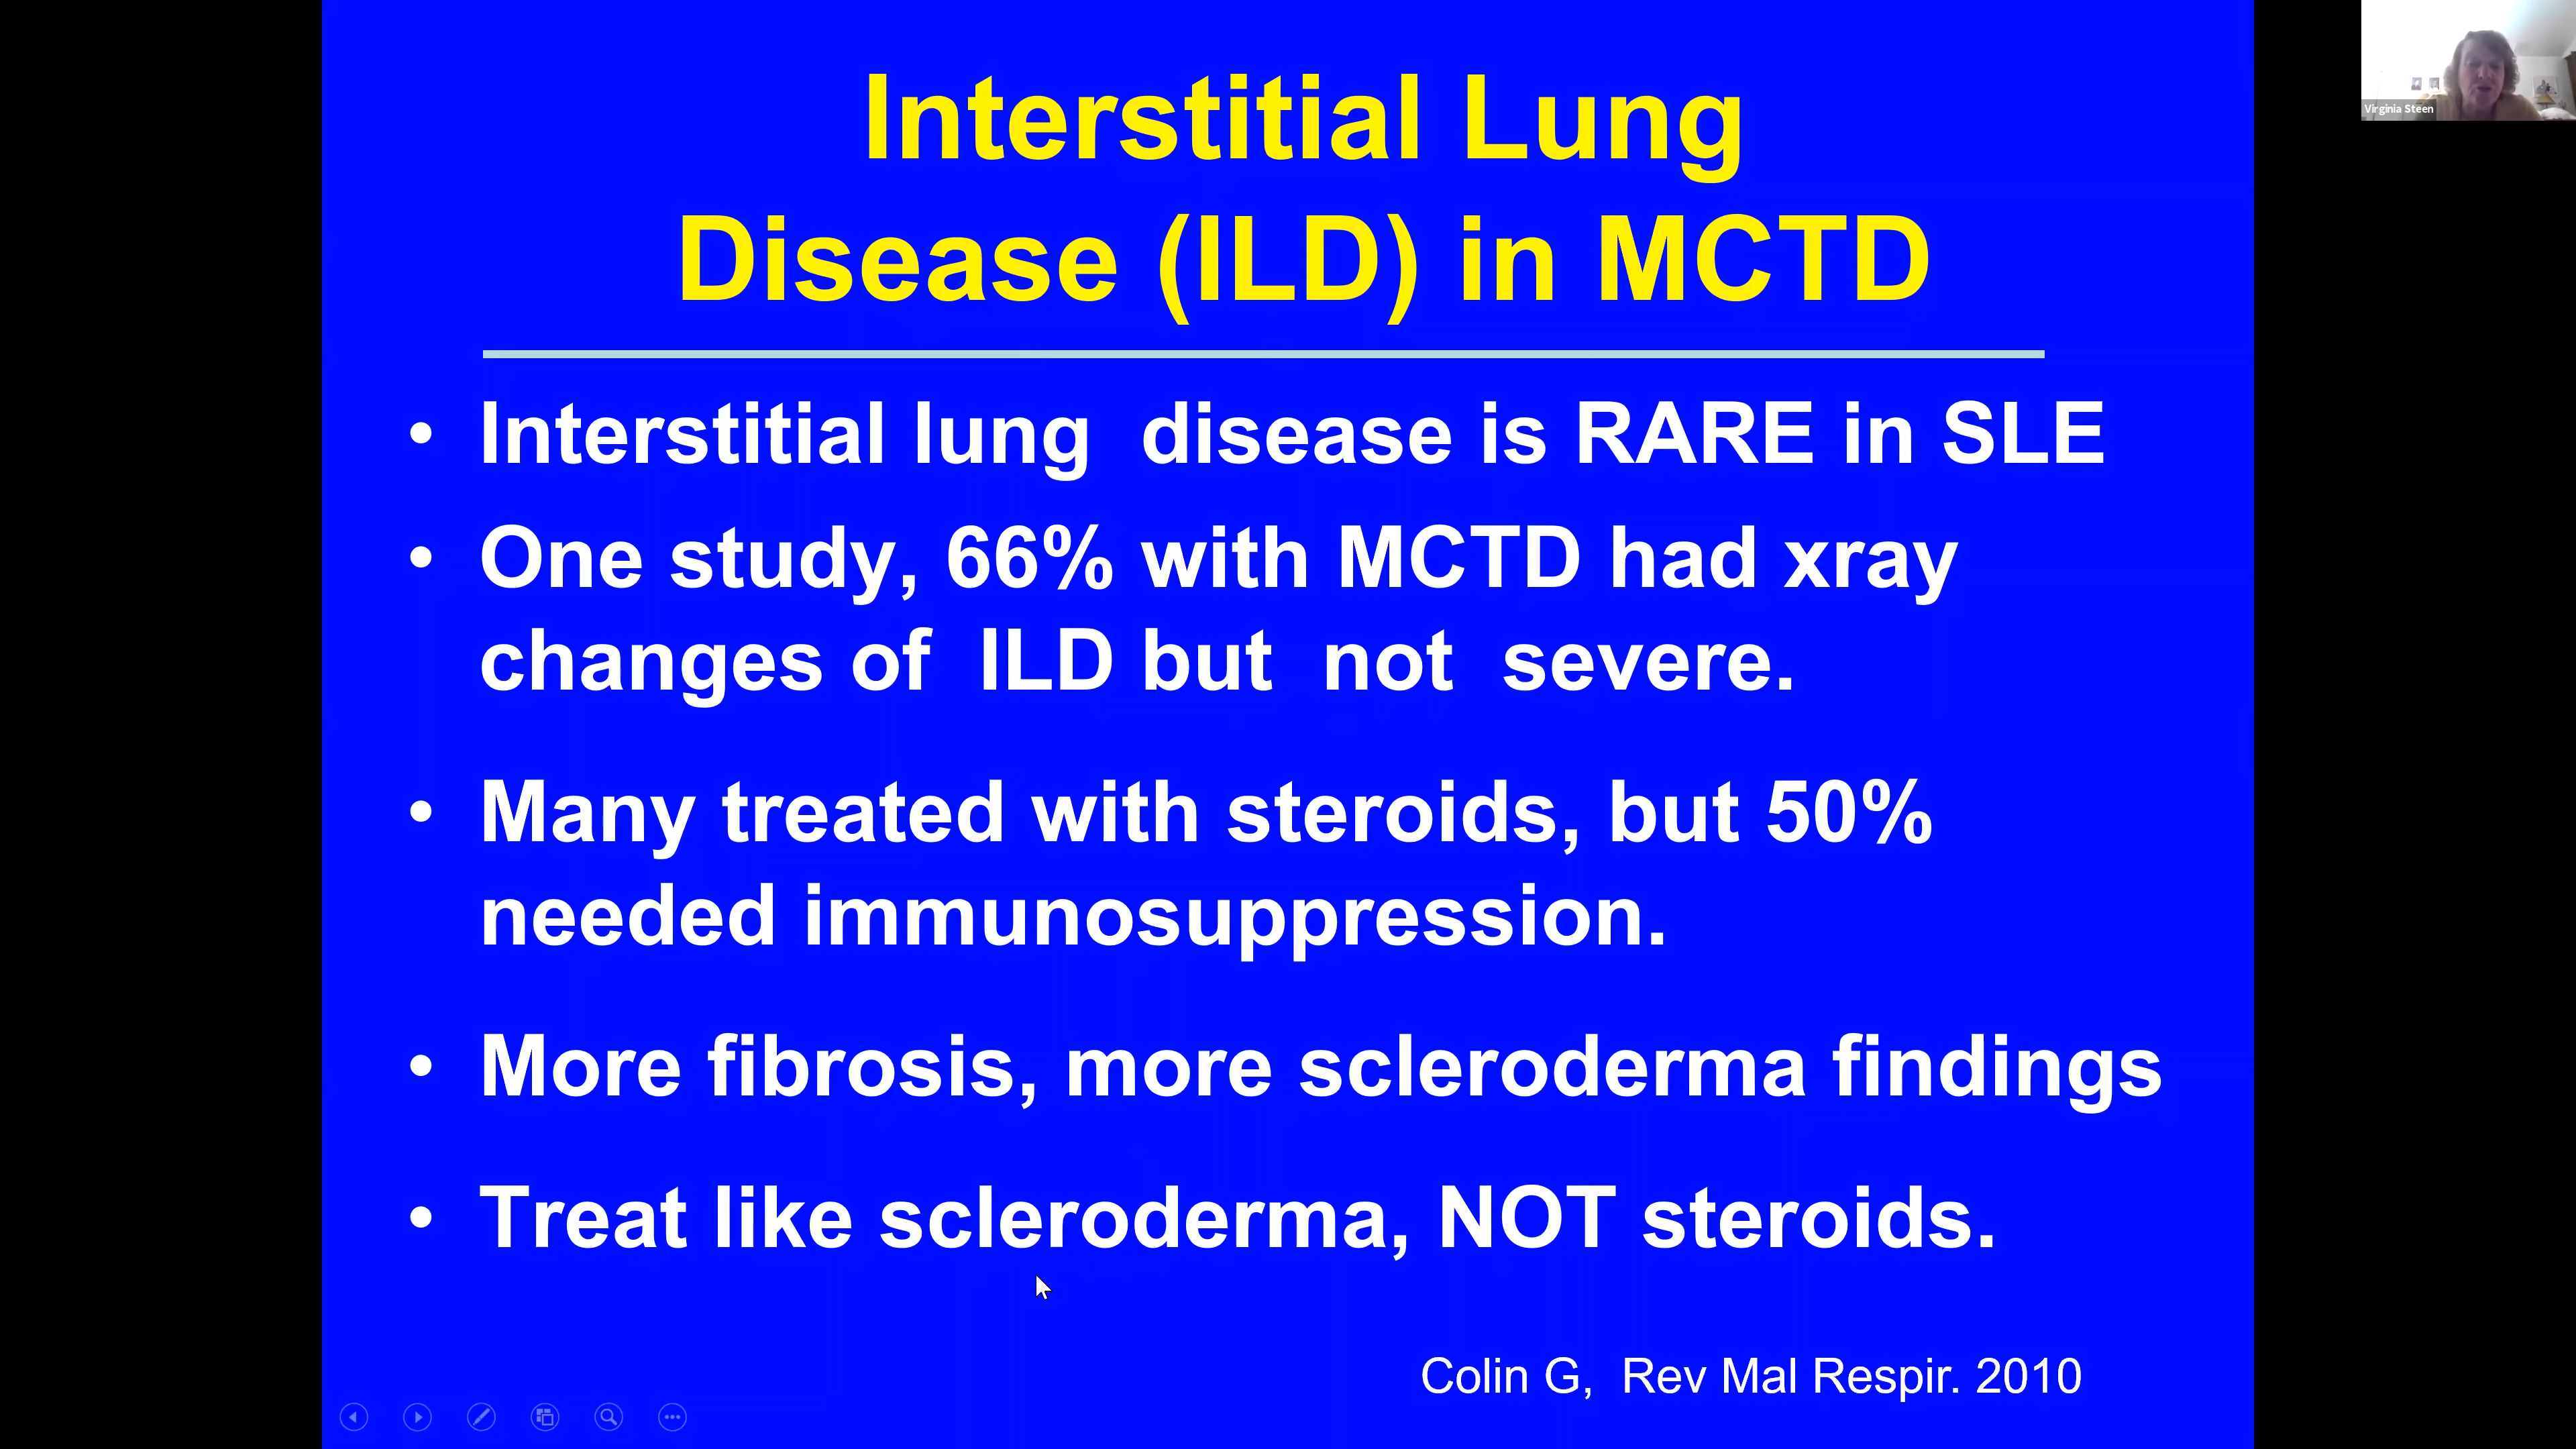 Interstitial Lung
Disease (ILD) in MCTD
• Interstitial lung  disease is RARE in SLE
• One study, 66% with MCTD had xray
changes of  ILD but  not  severe.
• Many treated with steroids, but 50%
needed immunosuppression.
• More fibrosis, more scleroderma findings
• Treat like scleroderma, NOT steroids.
Colin G,  Rev Mal Respir. 2010
Virginia Steen